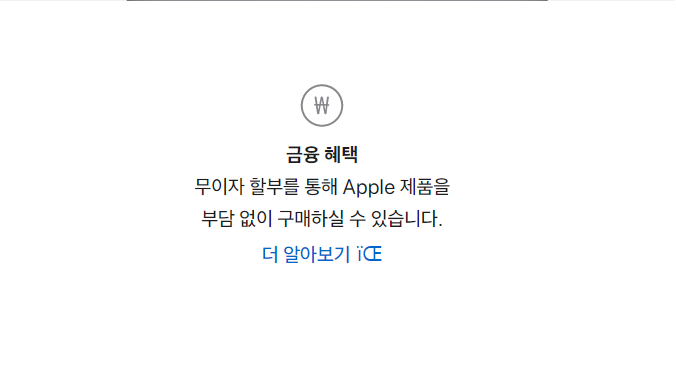 ₩
금융 혜택
무이자 할부를 통해 Apple 제품을
부담 없이 구매하실 수 있습니다.
더 알아보기 ïŒ